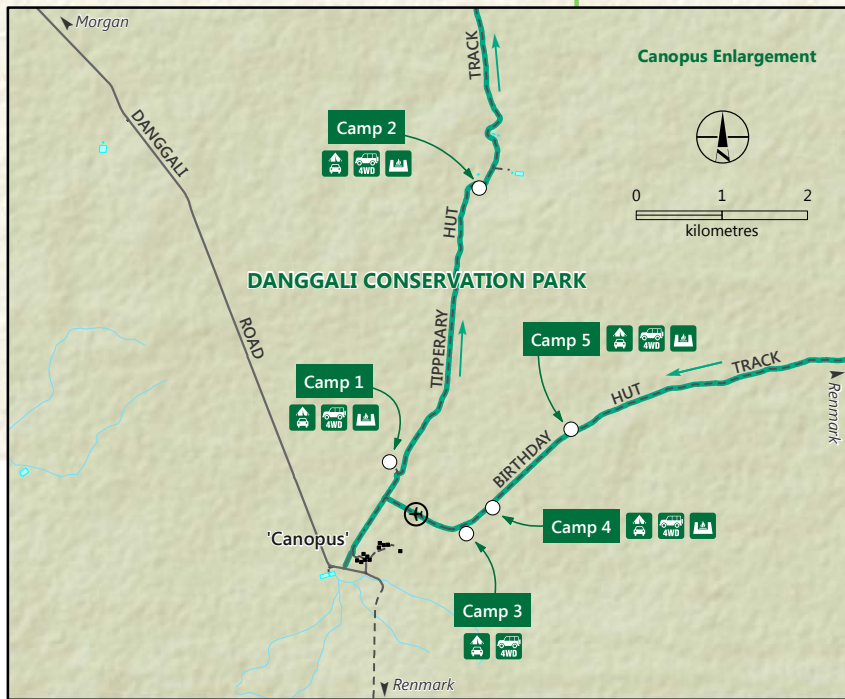 Morgan
Canopus Enlargement
TRACK
DANGGALI
Camp 2
4WD
N
0 1 2
kilometres
HUT
DANGGALI CONSERVATION PARK
ROAD
TIPPERARY
Camp 5
4WD
TRACK
HUT
Renmark
Camp 1
4WD
BIRTHDAY
Camp 4
4WD
'Canopus'
Camp 3
4WD
Renmark